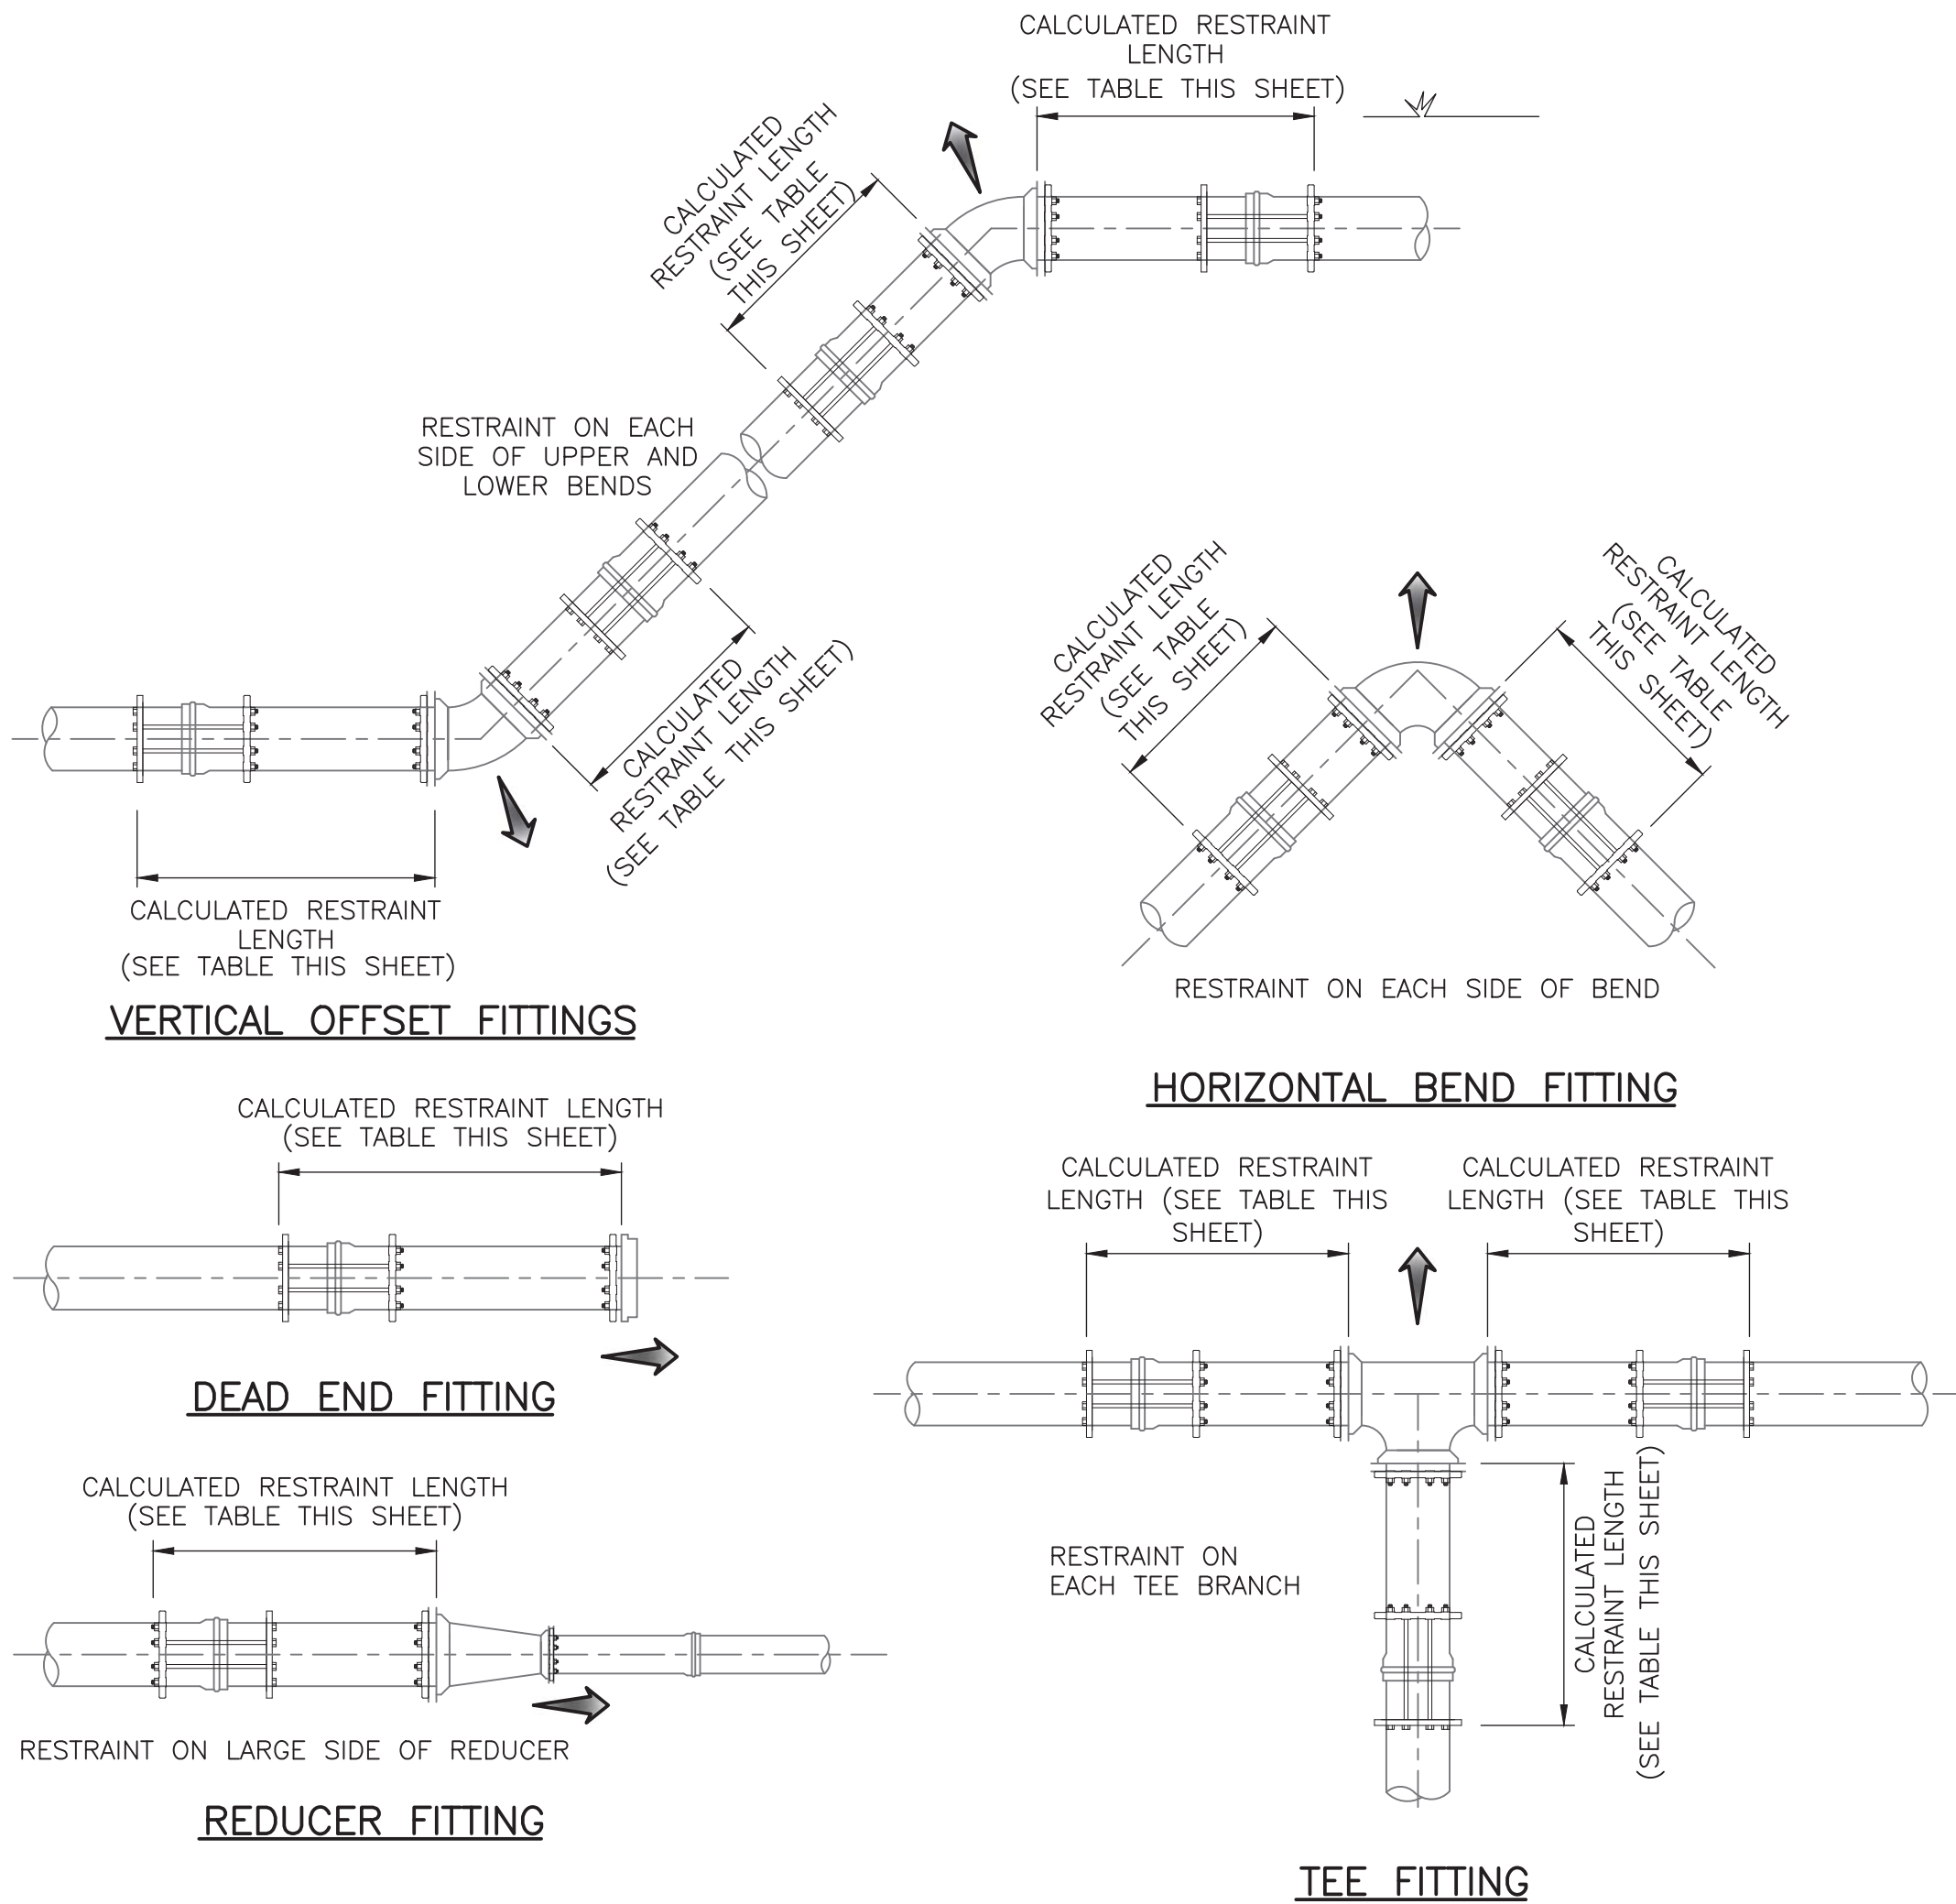 CALCULATED RESTRAINT
LENGTH
(SEE TABLE THIS SHEET)
CALCULATED
RESTRAINT LENGTH
(SEE TABLE
THIS SHEET)
RESTRAINT ON EACH
SIDE OF UPPER AND
LOWER BENDS
CALCULATED
RESTRAINT LENGTH
(SEE TABLE THIS SHEET)
CALCULATED RESTRAINT
LENGTH
(SEE TABLE THIS SHEET)
VERTICAL OFFSET FITTINGS
CALCULATED
RESTRAINT LENGTH
(SEE TABLE
THIS SHEET)
CALCULATED
RESTRAINT LENGTH
(SEE TABLE
THIS SHEET)
RESTRAINT ON EACH SIDE OF BEND
HORIZONTAL BEND FITTING
CALCULATED RESTRAINT LENGTH
(SEE TABLE THIS SHEET)
DEAD END FITTING
CALCULATED RESTRAINT
LENGTH (SEE TABLE THIS
SHEET)
CALCULATED RESTRAINT
LENGTH (SEE TABLE THIS
SHEET)
CALCULATED
RESTRAINT LENGTH
(SEE TABLE THIS SHEET)
RESTRAINT ON
EACH TEE BRANCH
TEE FITTING
CALCULATED RESTRAINT LENGTH
(SEE TABLE THIS SHEET)
RESTRAINT ON LARGE SIDE OF REDUCER
REDUCER FITTING